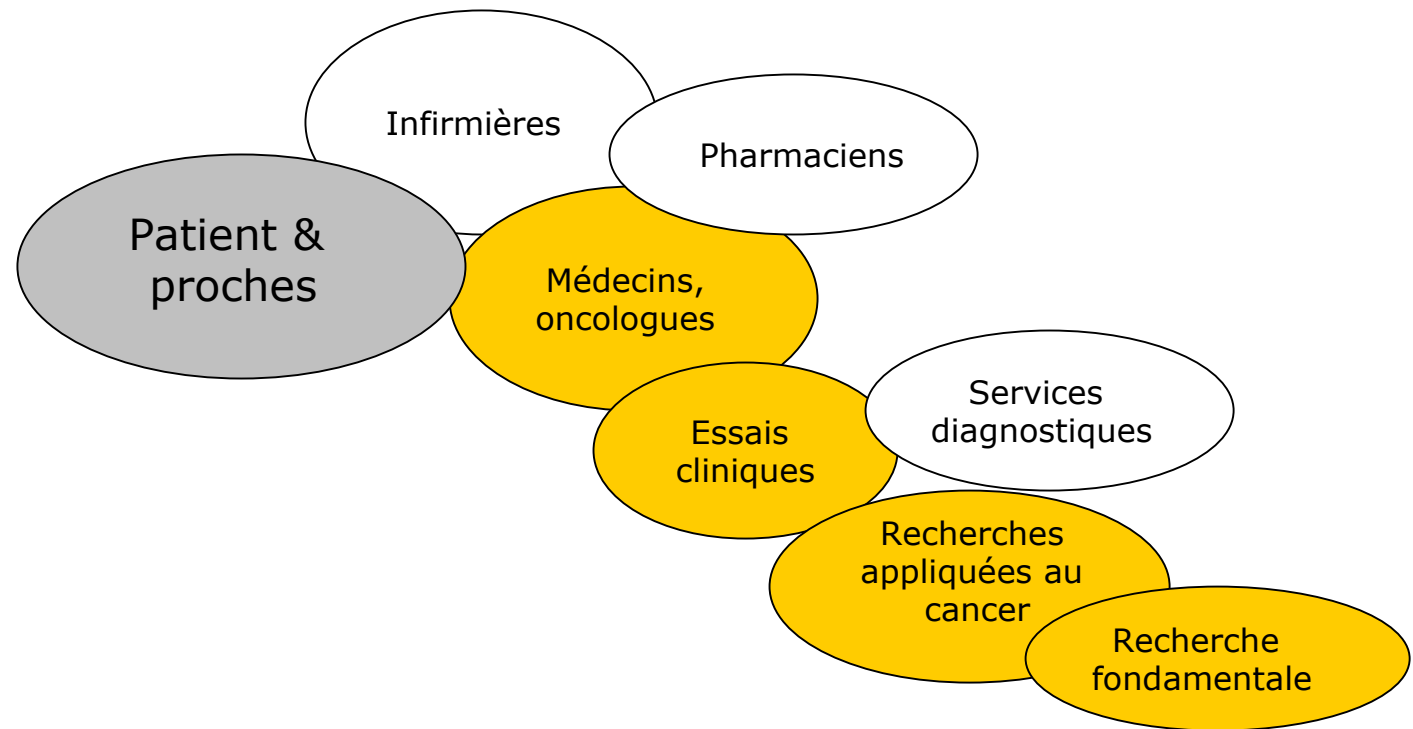 Infirmières
Pharmaciens
Patient &
proches
Médecins,
oncologues
Services
diagnostiques
Essais
cliniques
Recherches
appliquées au
cancer
Recherche
fondamentale